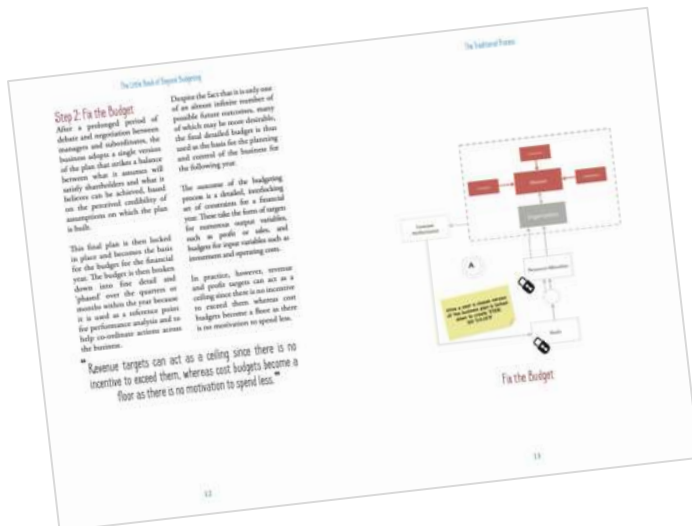 The Little Book of Beyond Budgeting
Step 2: Fix the Budget
After a prolonged period of
debate and negotiation between
managers and subordinates, the
business adopts a single version
of the plan that strikes a balance
between what it assumes will
satisfy shareholders and what it
believes can be achieved, based
on the perceived credibility of
assumptions on which the plan
is built.
This final plan is then locked
in place and becomes the basis
for the budget for the financial
year. The budget is then broken
down into fine detail and
'phased' over the quarters or
months within the year because
it is used as a reference point
for performance analysis and to
help co-ordinate actions across
the business.
Despite the fact that it is only one
of an almost infinite number of
possible future outcomes, many
of which may be more desirable,
the final detailed budget is thus
used as the basis for the planning
and control of the business for
the following year.
The outcome of the budgeting
process is a detailed, interlocking
set of constraints for a financial
year. These take the form of targets
for numerous output variables,
such as profit or sales, and
budgets for input variables such as
investment and operating costs.
In practice, however, revenue
and profit targets can act as a
ceiling since there is no incentive
to exceed them whereas cost
budgets become a floor as there
is no motivation to spend less.
"Revenue targets can act as a ceiling since there is no
incentive to exceed them, whereas cost budgets become a
floor as there is no motivation to spend less."
12
The Traditional Process
Organisation
A
Resource Allocation
Goals
Fix the Budget
13